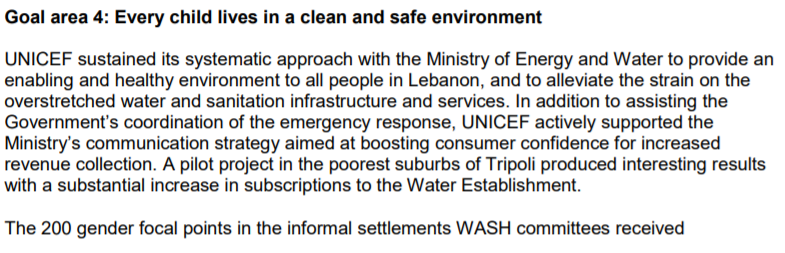 Goal area 4: Every child lives in a clean and safe environment
UNICEF sustained its systematic approach with the Ministry of Energy and Water to provide an
enabling and healthy environment to all people in Lebanon, and to alleviate the strain on the
overstretched water and sanitation infrastructure and services. In addition to assisting the
Government's coordination of the emergency response, UNICEF actively supported the
Ministry's communication strategy aimed at boosting consumer confidence for increased
revenue collection. A pilot project in the poorest suburbs of Tripoli produced interesting results
with a substantial increase in subscriptions to the Water Establishment.
The 200 gender focal points in the informal settlements WASH committees received